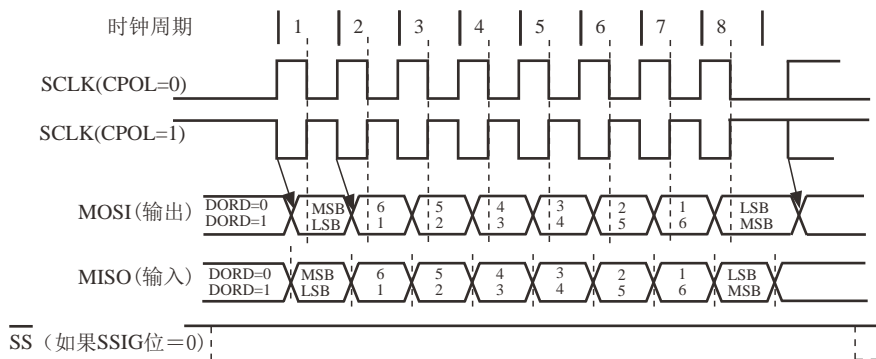 时钟周期 1 2 3 4 5 6 7 8
SCLK(CPOL=0)
SCLK(CPOL=1)
MOSI(输出) DORD=0 MSB 6 5 4 3 2 1 LSB
DORD=1 LSB 1 2 3 4 5 6 MSB
MISO(输入) DORD=0 MSB 6 5 4 3 2 1 LSB
DORD=1 LSB 1 2 3 4 5 6 MSB
SS(如果SSIG位=0)